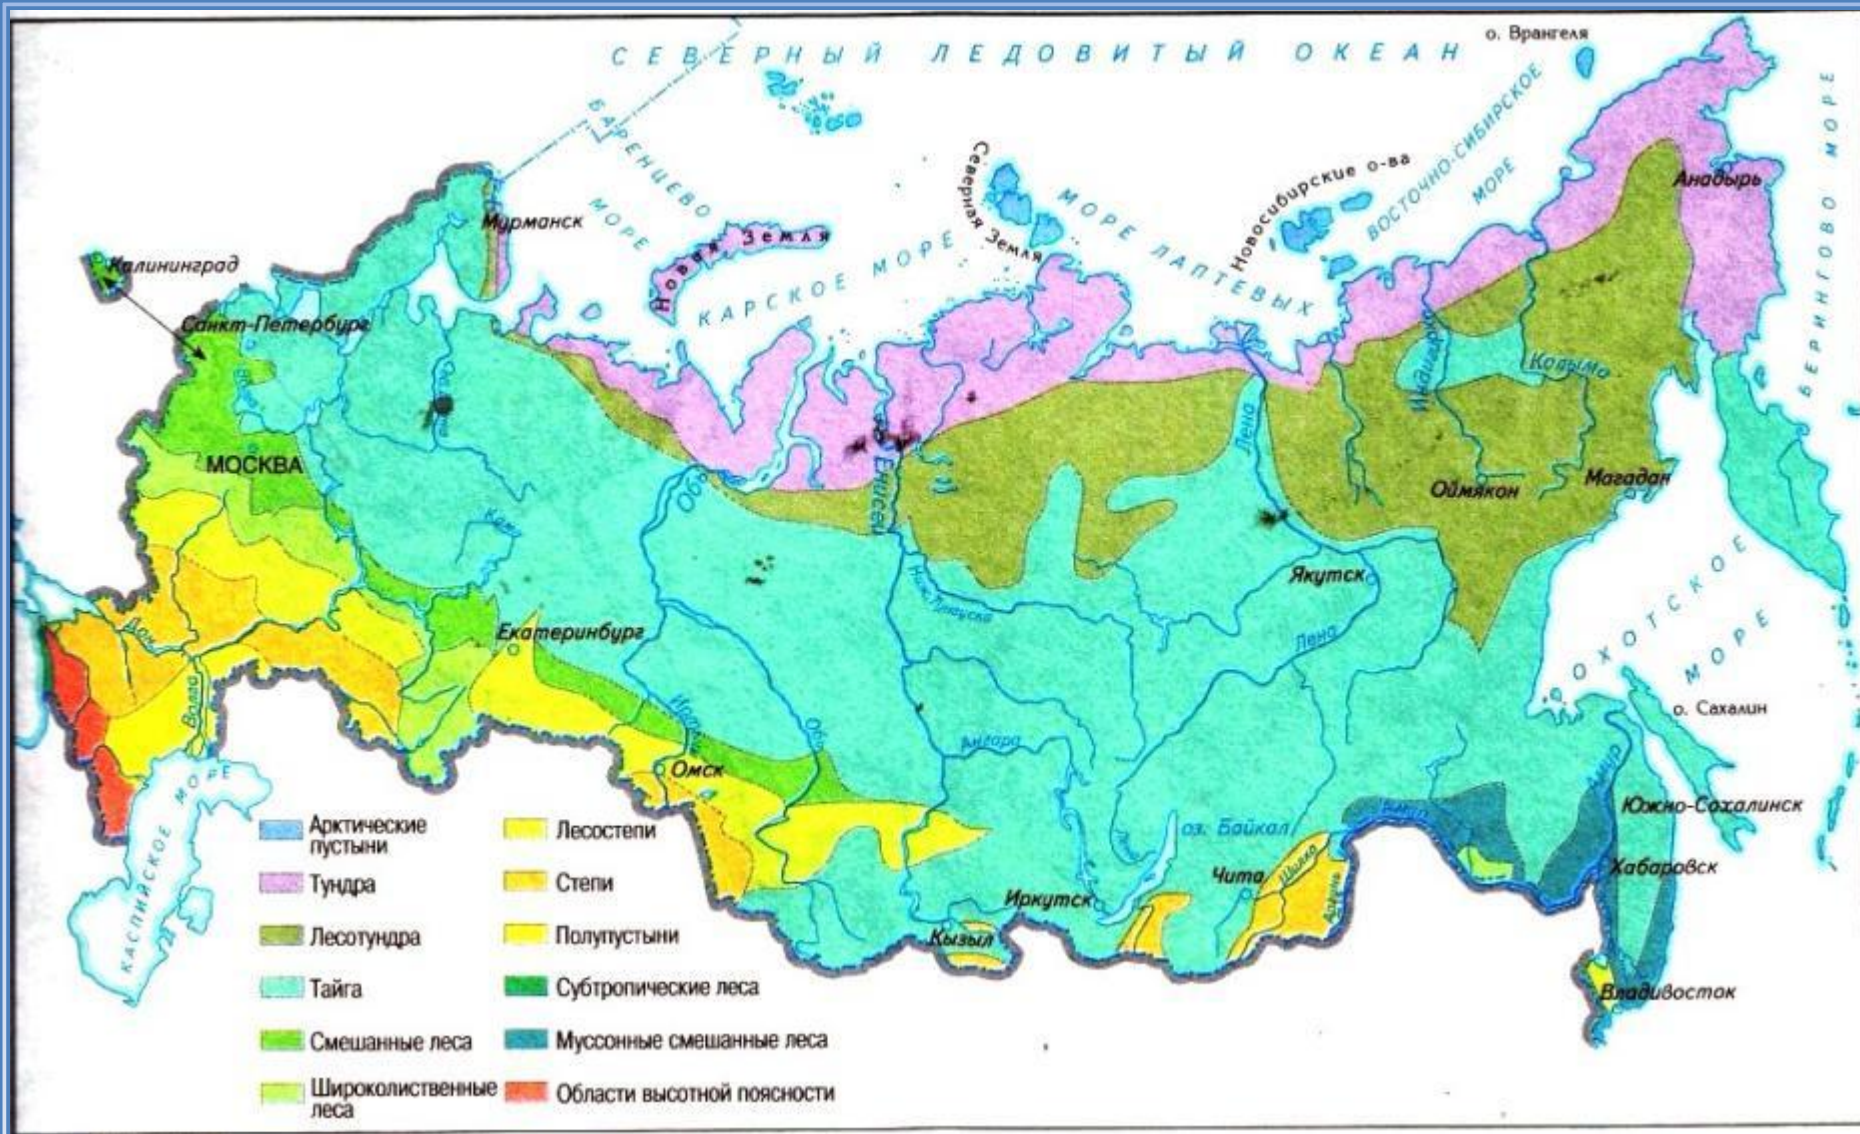 СЕВЕРНЫЙ ЛЕДОВИТЫЙ ОКЕАН
о. Врангеля
БАРЕНЦЕВО
МОРЕ
Новая Земля
КАРСКОЕ МОРЕ
Северная Земля
МОРЕ ЛАПТЕВЫХ
Новосибирские о-ва
ВОСТОЧНО-СИБИРСКОЕ
МОРЕ
БЕРИНГОВО МОРЕ
Анадырь
Мурманск
Калининград
Санкт-Петербург
МОСКВА
Кама
Обь
Енисей
Лена
Индигирка
Колыма
Оймякон
Магадан
Якутск
Лена
ОХОТСКОЕ
МОРЕ
о. Сахалин
Екатеринбург
Дон
Волга
Иртыш
Обь
Ангара
Омск
оз. Байкал
Чита
Шилка
Аргунь
Иркутск
Кызыл
Амур
Амур
Южно-Сахалинск
Хабаровск
Владивосток
КАСПИЙСКОЕ МОРЕ
Арктические
пустыни
Тундра
Лесотундра
Тайга
Смешанные леса
Широколиственные
леса
Лесостепи
Степи
Полупустыни
Субтропические леса
Муссонные смешанные леса
Области высотной поясности